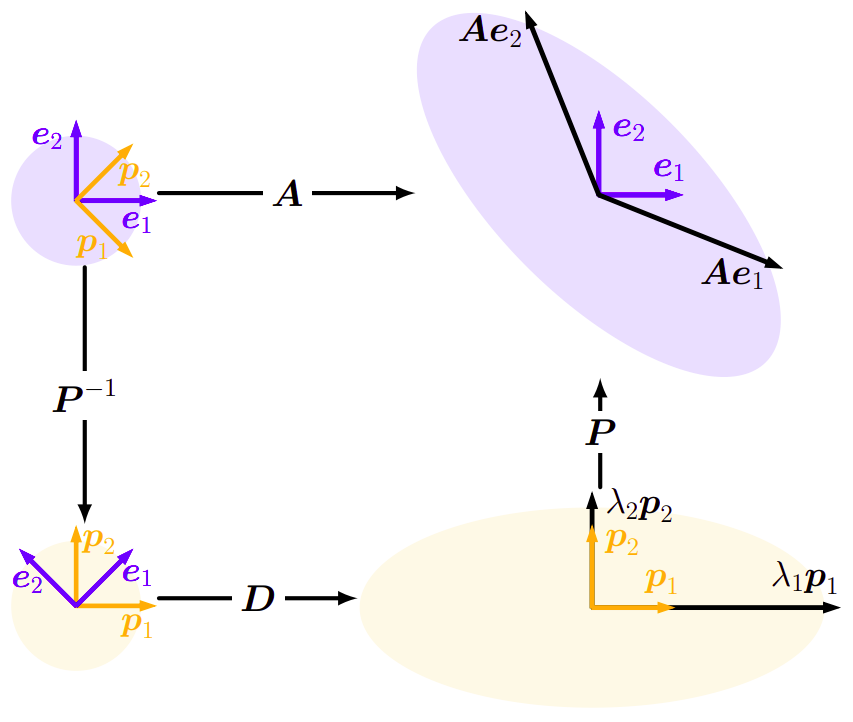 e₂
p₂
e₁
p₁
A
Ae₂
e₂
e₁
Ae₁
P⁻¹
P
p₂
e₂
e₁
p₁
D
λ₂p₂
p₂
p₁
λ₁p₁